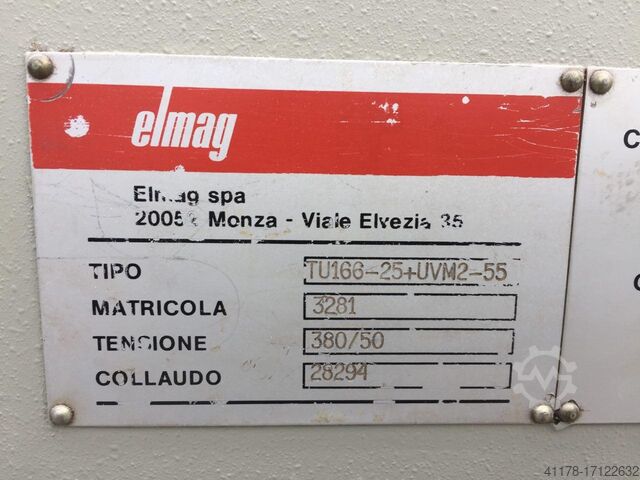 elmag
Elmag spa
Monza - Viale Elvezia 35
TIPO TU166-25+UVM2-55
MATRICOLA 3281
TENSIONE 380/50
COLLAUDO 28294
C
C
41178-17122632